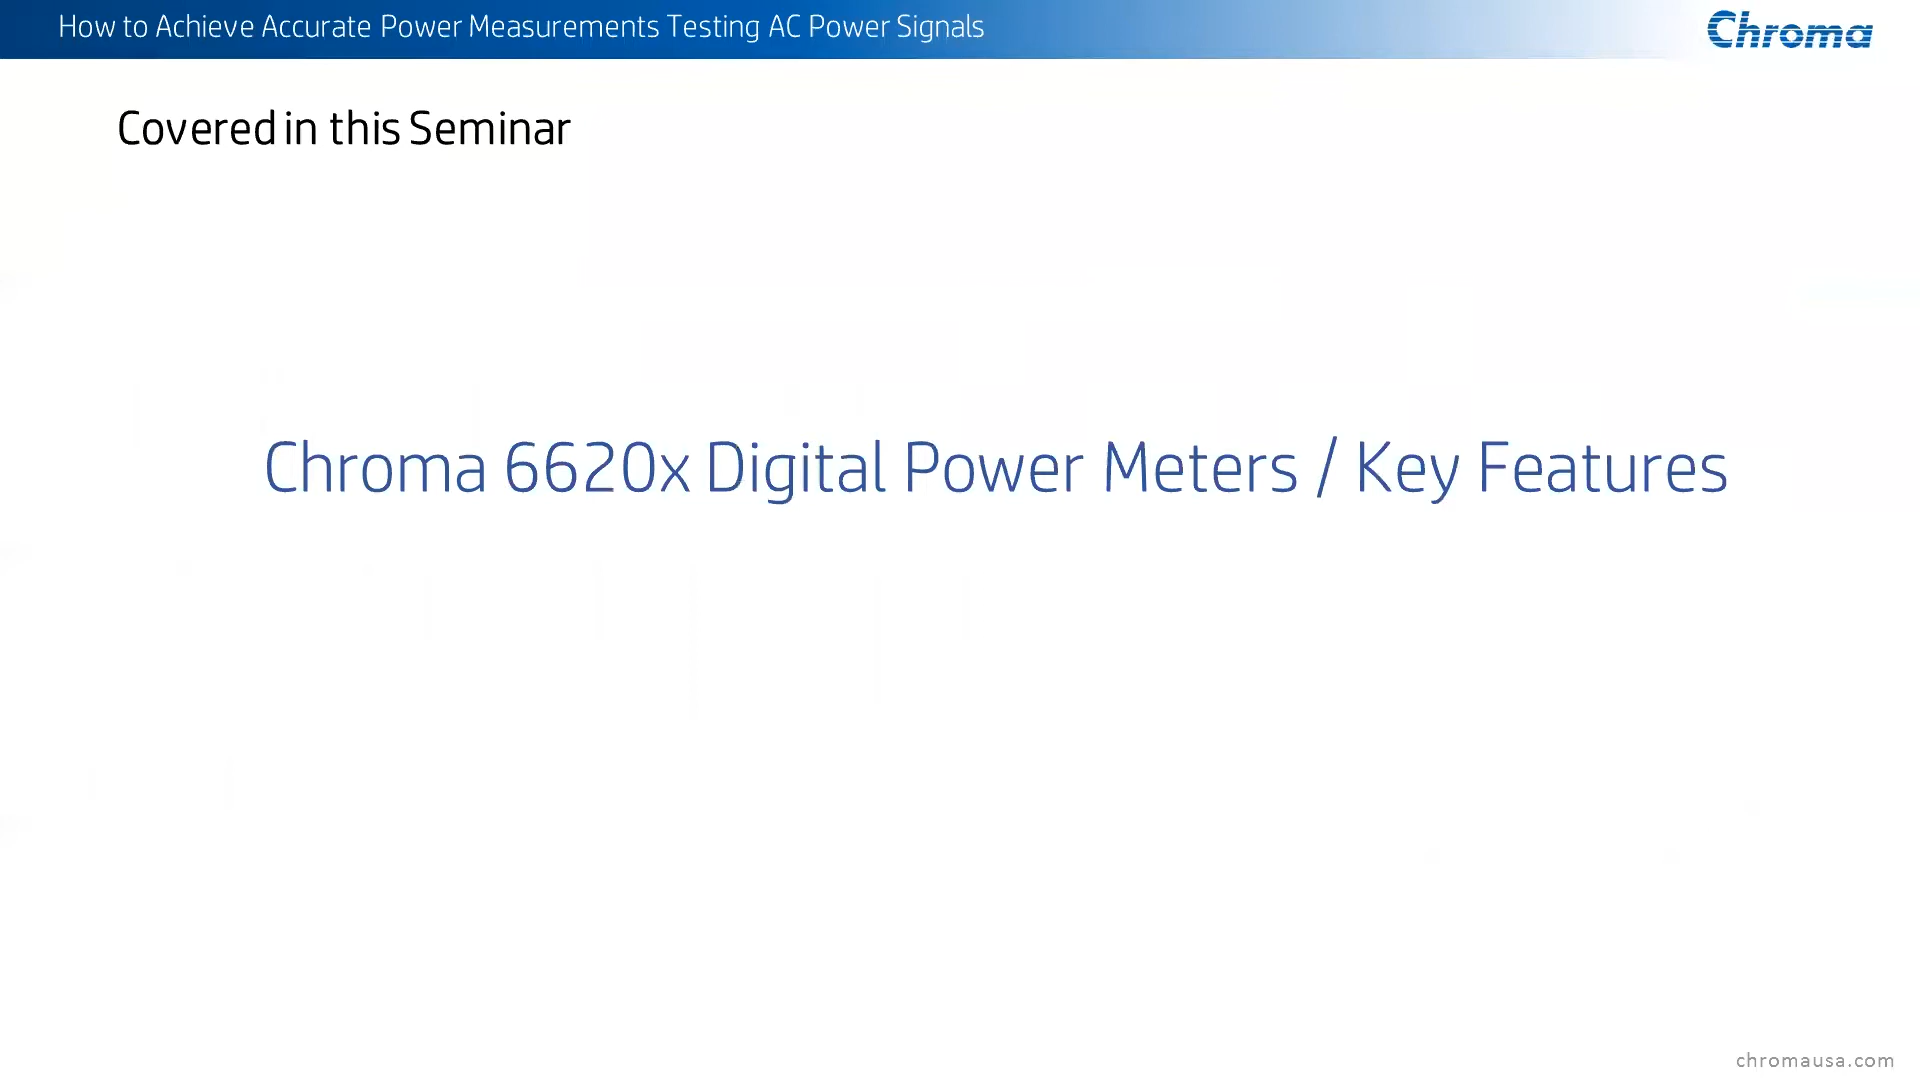 How to Achieve Accurate Power Measurements Testing AC Power Signals
Chroma
Covered in this Seminar
Chroma 6620x Digital Power Meters / Key Features
chromausa.com